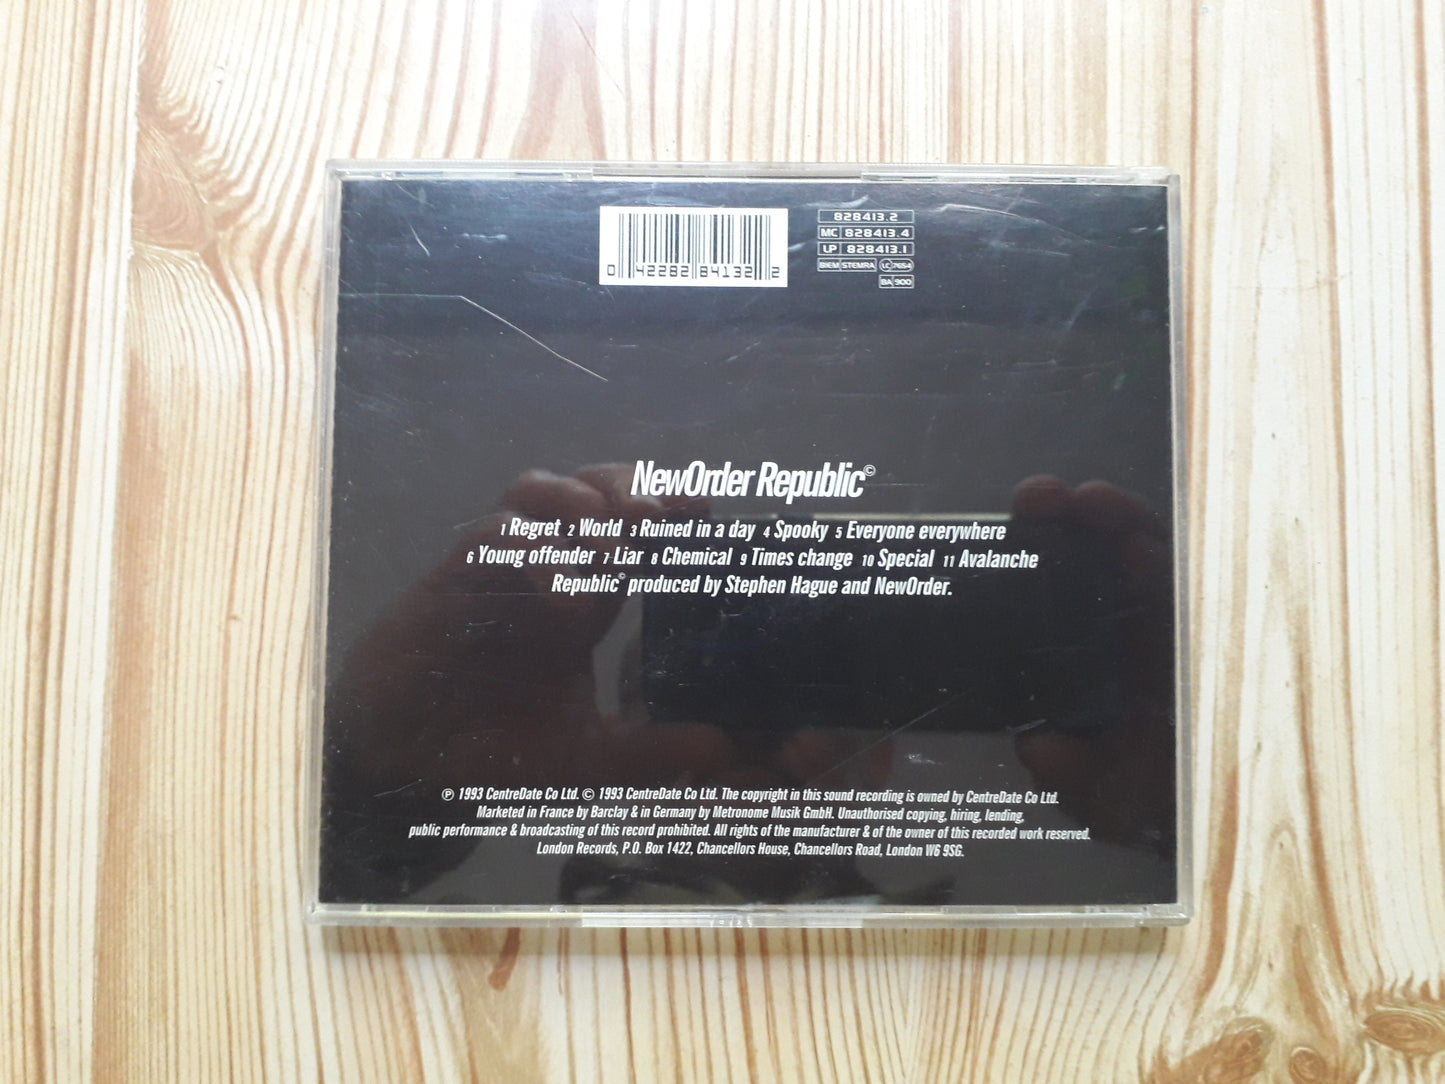 0 42282 84132 2
828413.2
MC 828413.4
LP 828413.1
BIEM STEMRA LC 7654
BA 900
NewOrder Republic©
1 Regret 2 World 3 Ruined in a day 4 Spooky 5 Everyone everywhere
6 Young offender 7 Liar 8 Chemical 9 Times change 10 Special 11 Avalanche
Republic© produced by Stephen Hague and NewOrder.
℗ 1993 CentreDate Co Ltd. © 1993 CentreDate Co Ltd. The copyright in this sound recording is owned by CentreDate Co Ltd.
Marketed in France by Barclay & in Germany by Metronome Musik GmbH. Unauthorised copying, hiring, lending,
public performance & broadcasting of this record prohibited. All rights of the manufacturer & of the owner of this recorded work reserved.
London Records, P.O. Box 1422, Chancellors House, Chancellors Road, London W6 9SG.